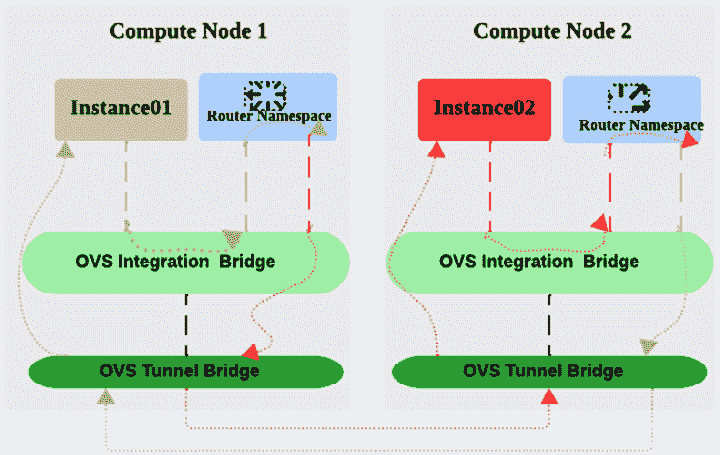 Compute Node 1
Compute Node 2
Instance01
Router Namespace
Instance02
Router Namespace
OVS Integration Bridge
OVS Integration Bridge
OVS Tunnel Bridge
OVS Tunnel Bridge